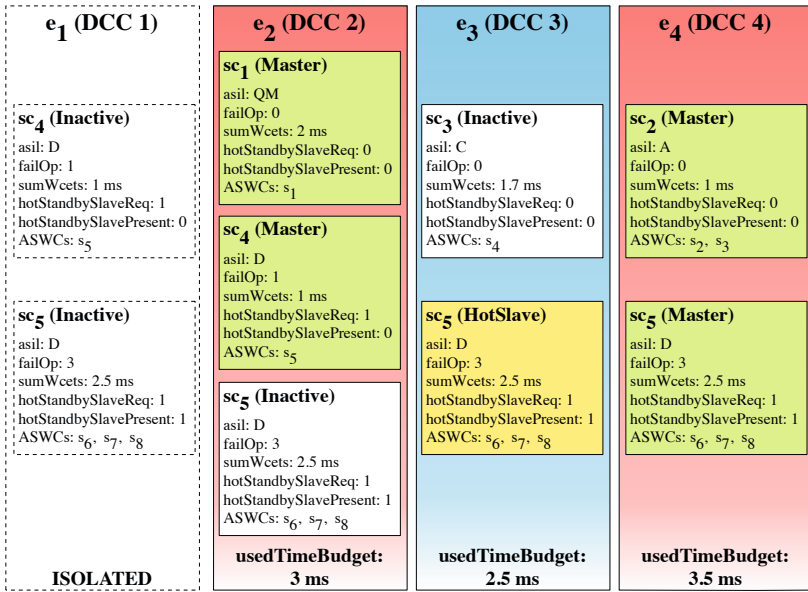 e1 (DCC 1)
sc4 (Inactive)
asil: D
failOp: 1
sumWcets: 1 ms
hotStandbySlaveReq: 1
hotStandbySlavePresent: 0
ASWCs: s5
sc5 (Inactive)
asil: D
failOp: 3
sumWcets: 2.5 ms
hotStandbySlaveReq: 1
hotStandbySlavePresent: 1
ASWCs: s6, s7, s8
ISOLATED
e2 (DCC 2)
sc1 (Master)
asil: QM
failOp: 0
sumWcets: 2 ms
hotStandbySlaveReq: 0
hotStandbySlavePresent: 0
ASWCs: s1
sc4 (Master)
asil: D
failOp: 1
sumWcets: 1 ms
hotStandbySlaveReq: 1
hotStandbySlavePresent: 0
ASWCs: s5
sc5 (Inactive)
asil: D
failOp: 3
sumWcets: 2.5 ms
hotStandbySlaveReq: 1
hotStandbySlavePresent: 1
ASWCs: s6, s7, s8
usedTimeBudget:
3 ms
e3 (DCC 3)
sc3 (Inactive)
asil: C
failOp: 0
sumWcets: 1.7 ms
hotStandbySlaveReq: 0
hotStandbySlavePresent: 0
ASWCs: s4
sc5 (HotSlave)
asil: D
failOp: 3
sumWcets: 2.5 ms
hotStandbySlaveReq: 1
hotStandbySlavePresent: 1
ASWCs: s6, s7, s8
usedTimeBudget:
2.5 ms
e4 (DCC 4)
sc2 (Master)
asil: A
failOp: 0
sumWcets: 1 ms
hotStandbySlaveReq: 0
hotStandbySlavePresent: 0
ASWCs: s2, s3
sc5 (Master)
asil: D
failOp: 3
sumWcets: 2.5 ms
hotStandbySlaveReq: 1
hotStandbySlavePresent: 1
ASWCs: s6, s7, s8
usedTimeBudget:
3.5 ms